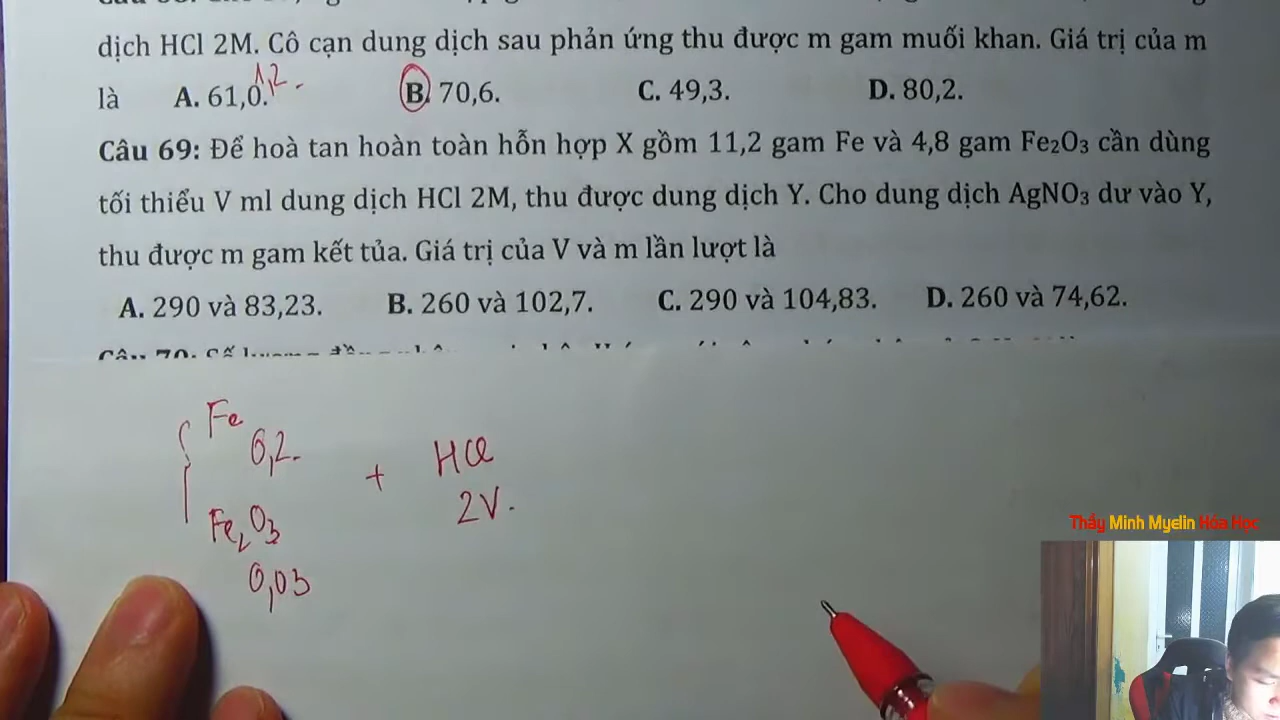 dịch HCl 2M. Cô cạn dung dịch sau phản ứng thu được m gam muối khan. Giá trị của m
1,2.
là A. 61,0. B. 70,6. C. 49,3. D. 80,2.
Câu 69: Để hoà tan hoàn toàn hỗn hợp X gồm 11,2 gam Fe và 4,8 gam Fe₂O₃ cần dùng
tối thiểu V ml dung dịch HCl 2M, thu được dung dịch Y. Cho dung dịch AgNO₃ dư vào Y,
thu được m gam kết tủa. Giá trị của V và m lần lượt là
A. 290 và 83,23. B. 260 và 102,7. C. 290 và 104,83. D. 260 và 74,62.
Fe
0,2.
+ HCl
2V.
Fe₂O₃
0,03
Thầy Minh Myelin Hóa Học